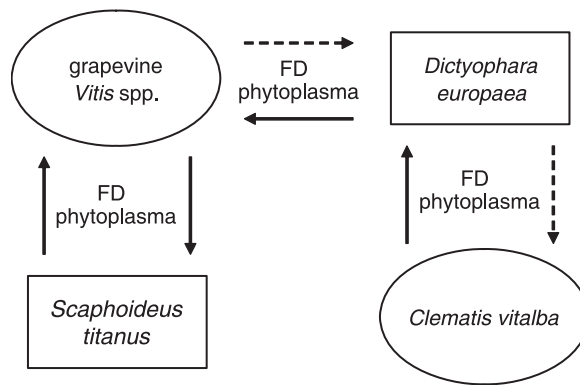 grapevine
Vitis spp.
FD
phytoplasma
Dictyophara
europaea
FD
phytoplasma
FD
phytoplasma
Scaphoideus
titanus
Clematis vitalba